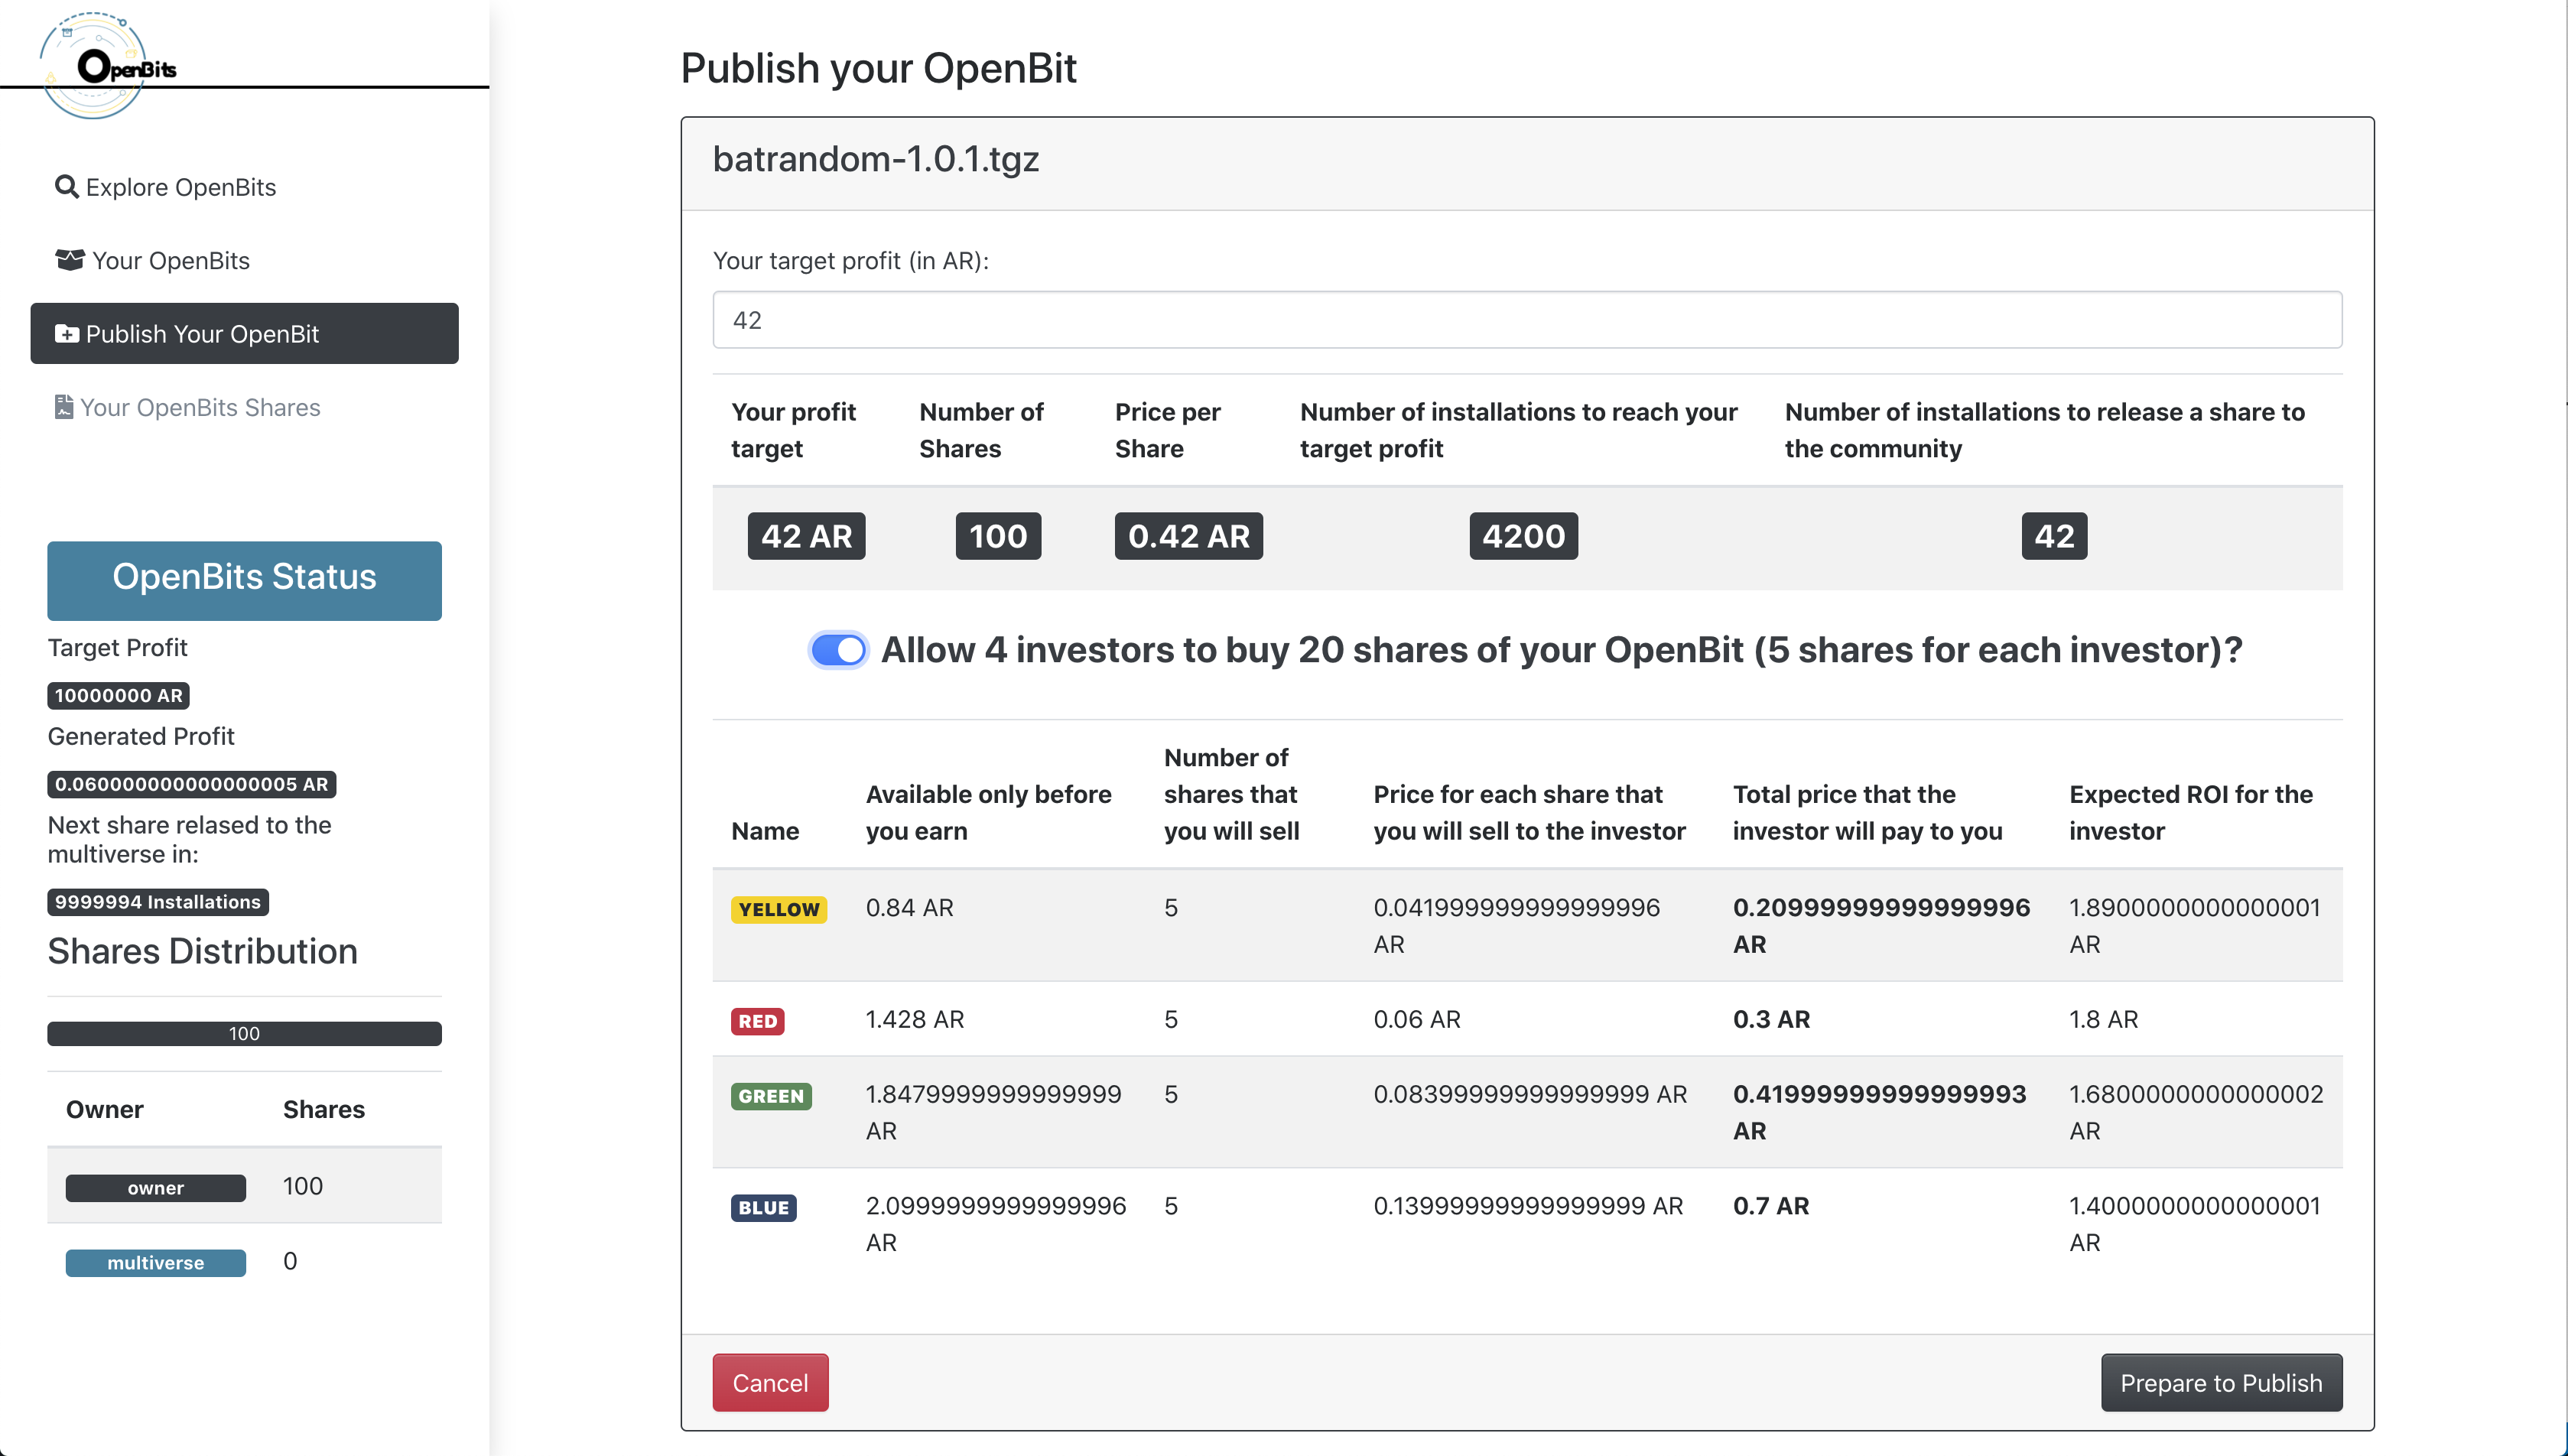 OpenBits
Explore OpenBits
Your OpenBits
Publish Your OpenBit
Your OpenBits Shares
OpenBits Status
Target Profit
10000000 AR
Generated Profit
0.060000000000000005 AR
Next share relased to the
multiverse in:
9999994 Installations
Shares Distribution
100
Owner Shares
owner 100
multiverse 0
Publish your OpenBit
batrandom-1.0.1.tgz
Your target profit (in AR):
42
Your profit target
Number of Shares
Price per Share
Number of installations to reach your target profit
Number of installations to release a share to the community
42 AR 100 0.42 AR 4200 42
Allow 4 investors to buy 20 shares of your OpenBit (5 shares for each investor)?
Name
Available only before you earn
Number of shares that you will sell
Price for each share that you will sell to the investor
Total price that the investor will pay to you
Expected ROI for the investor
YELLOW 0.84 AR 5 0.041999999999999996 AR 0.20999999999999996 AR 1.8900000000000001 AR
RED 1.428 AR 5 0.06 AR 0.3 AR 1.8 AR
GREEN 1.8479999999999999 AR 5 0.08399999999999999 AR 0.41999999999999993 AR 1.6800000000000002 AR
BLUE 2.0999999999999996 AR 5 0.13999999999999999 AR 0.7 AR 1.4000000000000001 AR
Cancel
Prepare to Publish